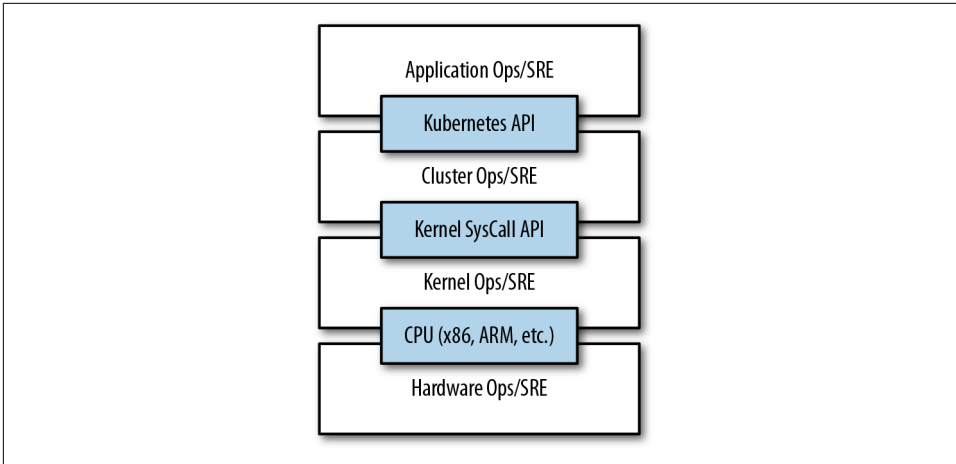 Application Ops/SRE
Kubernetes API
Cluster Ops/SRE
Kernel SysCall API
Kernel Ops/SRE
CPU (x86, ARM, etc.)
Hardware Ops/SRE